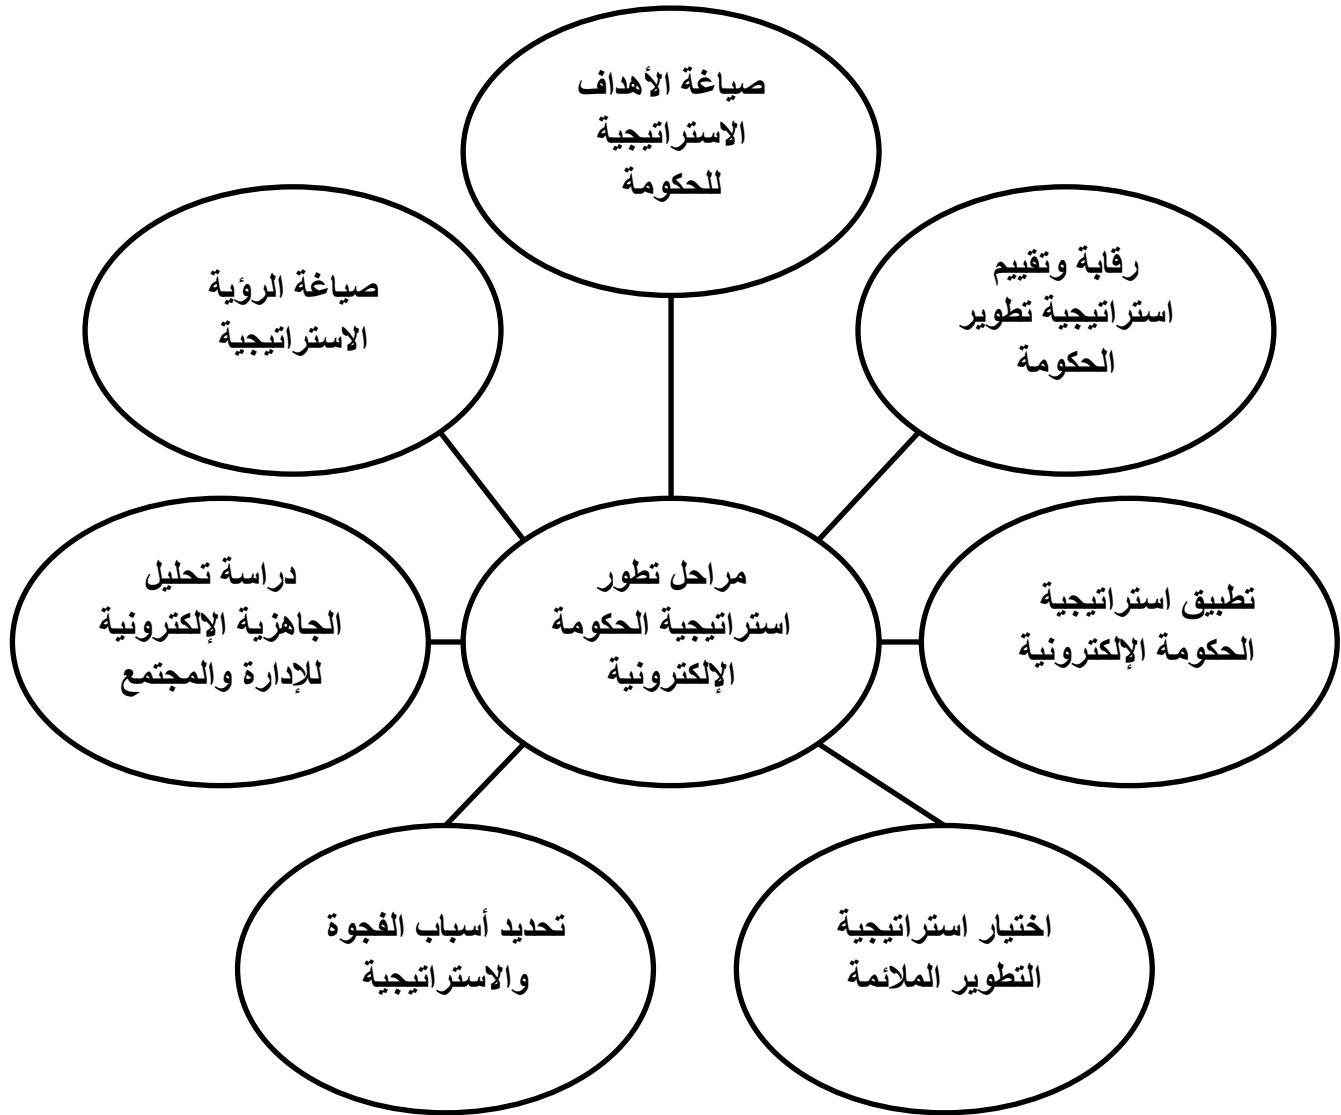 صياغة الأهداف
الاستراتيجية
للحكومة
رقابة وتقييم
استراتيجية تطوير
الحكومة
صياغة الرؤية
الاستراتيجية
مراحل تطور
استراتيجية الحكومة
الإلكترونية
تطبيق استراتيجية
الحكومة الإلكترونية
دراسة تحليل
الجاهزية الإلكترونية
للإدارة والمجتمع
اختيار استراتيجية
التطوير الملائمة
تحديد أسباب الفجوة
والاستراتيجية